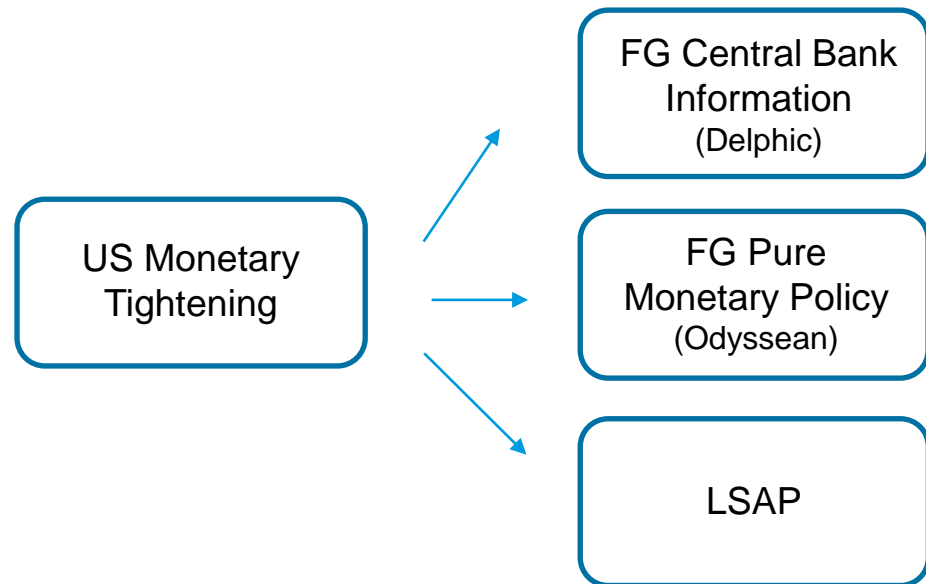 US Monetary
Tightening
FG Central Bank
Information
(Delphic)
FG Pure
Monetary Policy
(Odyssean)
LSAP